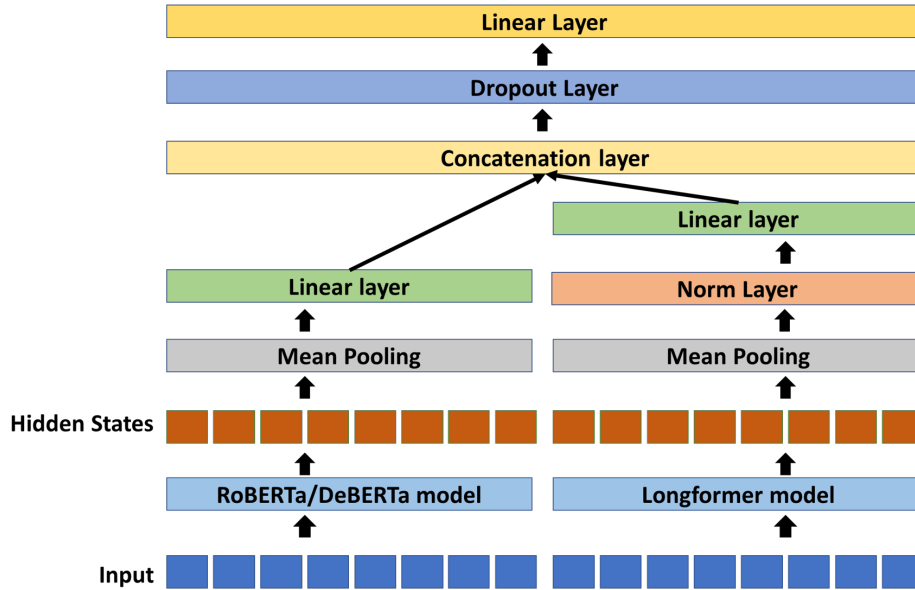 Linear Layer
Dropout Layer
Concatenation layer
Linear layer
Linear layer
Norm Layer
Mean Pooling
Mean Pooling
Hidden States
RoBERTa/DeBERTa model
Longformer model
Input